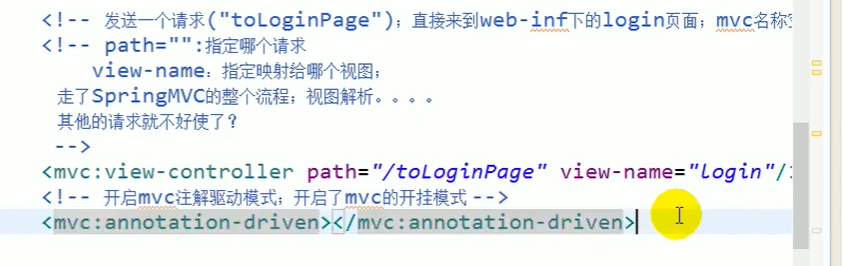 <!-- 发送一个请求("toLoginPage"); 直接来到web-inf下的login页面; mvc名称空
<!-- path="":指定哪个请求
view-name: 指定映射给哪个视图;
走了SpringMVC的整个流程; 视图解析。。。。
其他的请求就不好使了?
-->
<mvc:view-controller path="/toLoginPage" view-name="login"/
<!-- 开启mvc注解驱动模式; 开启了mvc的开挂模式 -->
<mvc:annotation-driven></mvc:annotation-driven>